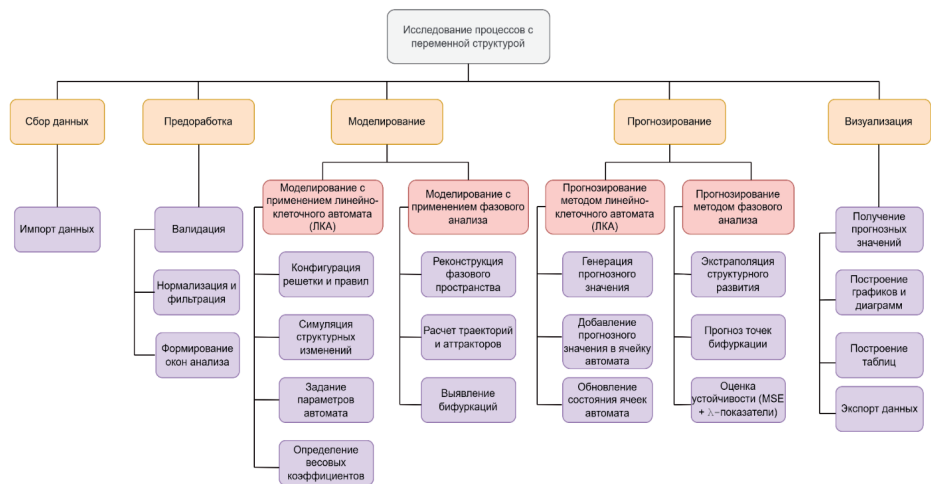 Исследование процессов с
переменной структурой
Сбор данных
Предоработка
Моделирование
Прогнозирование
Визуализация
Импорт данных
Валидация
Нормализация и
фильтрация
Формирование
окон анализа
Моделирование с
применением линейно-
клеточного автомата
(ЛКА)
Конфигурация
решетки и правил
Симуляция
структурных
изменений
Задание
параметров
автомата
Определение
весовых
коэффициентов
Моделирование с
применением фазового
анализа
Реконструкция
фазового
пространства
Расчет траекторий
и аттракторов
Выявление
бифуркаций
Прогнозирование
методом линейно-
клеточного автомата
(ЛКА)
Генерация
прогнозного
значения
Добавление
прогнозного
значения в ячейку
автомата
Обновление
состояния ячеек
автомата
Прогнозирование
методом фазового
анализа
Экстраполяция
структурного
развития
Прогноз точек
бифуркации
Оценка
устойчивости (MSE
+ λ-показатели)
Получение
прогнозных
значений
Построение
графиков и
диаграмм
Построение
таблиц
Экспорт данных